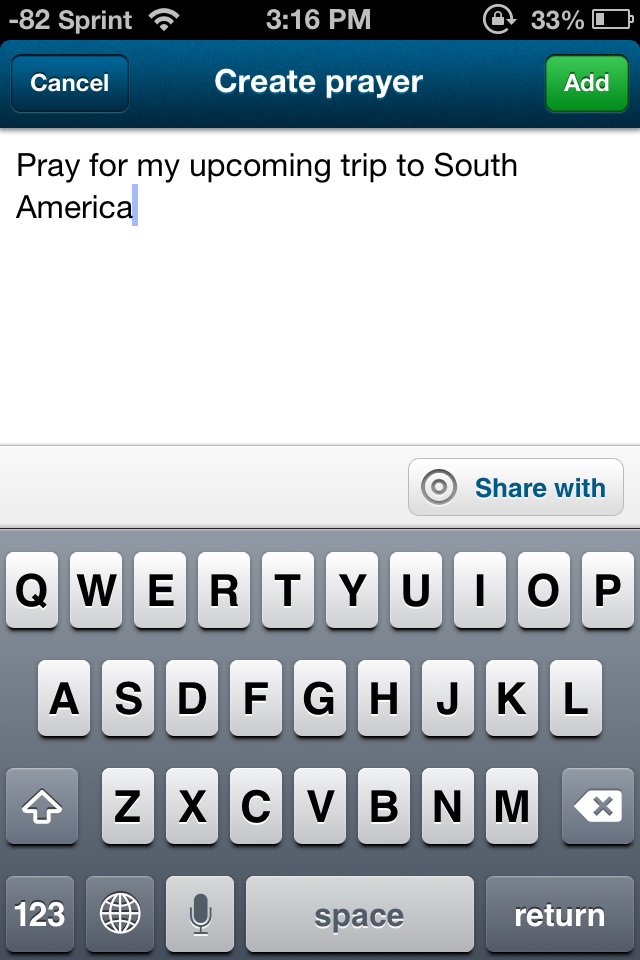 -82 Sprint 3:16 PM 33%
Cancel Create prayer Add
Pray for my upcoming trip to South
America
Share with
Q W E R T Y U I O P
A S D F G H J K L
Z X C V B N M
123 space return